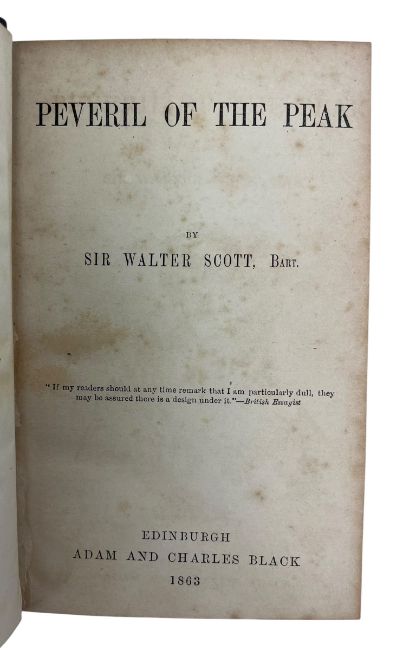 PEVERIL OF THE PEAK
BY
SIR WALTER SCOTT, BART.
"If my readers should at any time remark that I am particularly dull, they
may be assured there is a design under it."—British Essayist
EDINBURGH
ADAM AND CHARLES BLACK
1863